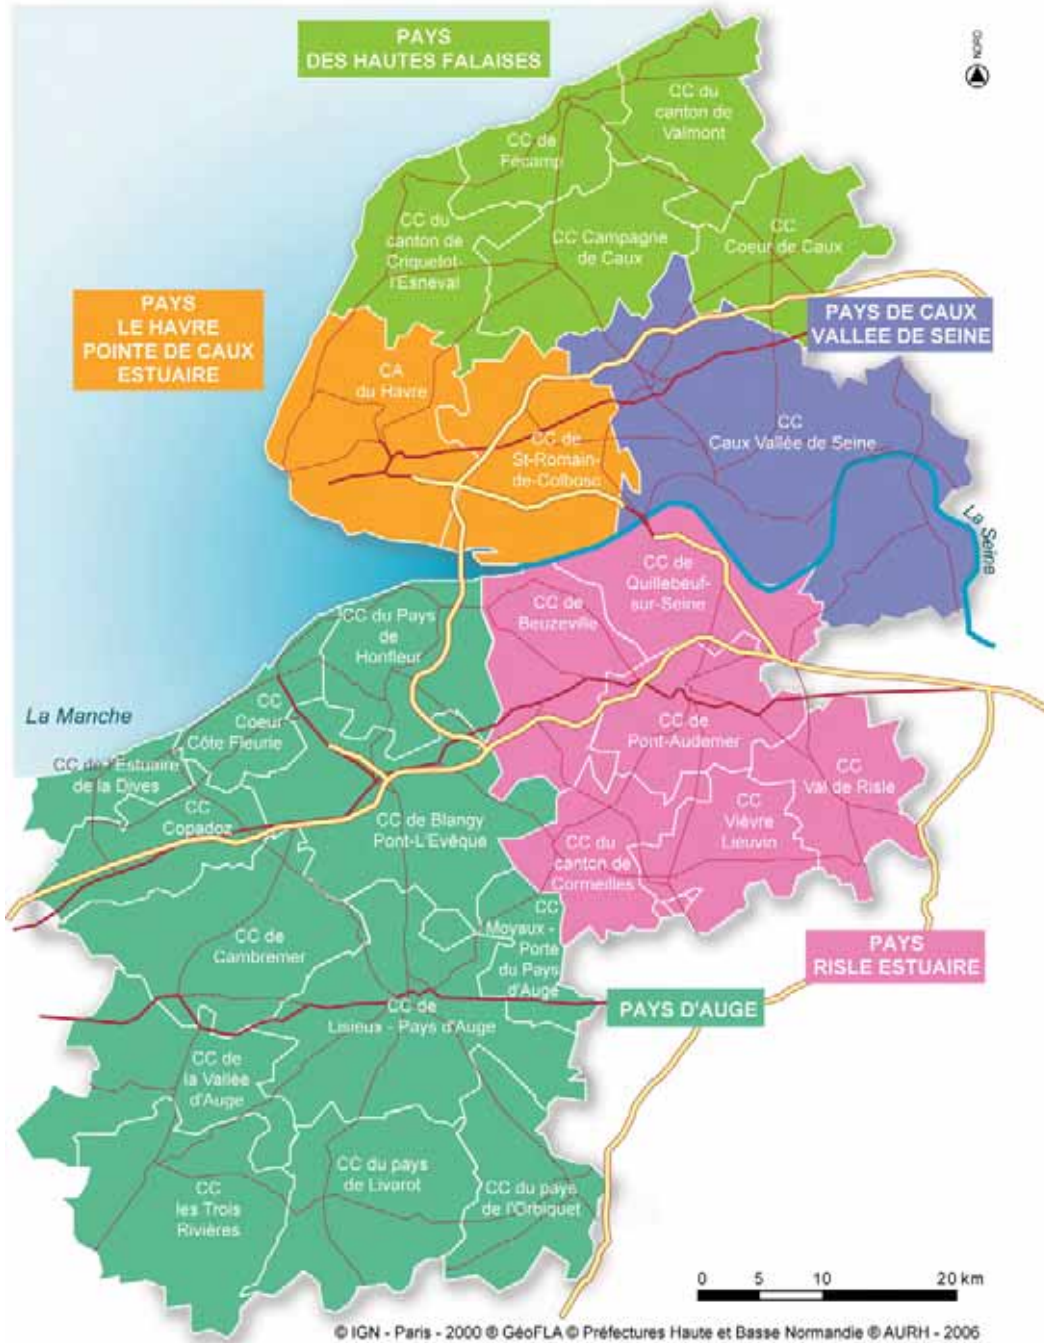 PAYS
DES HAUTES FALAISES
NORD
CC du
canton de
Valmont
CC de
Fécamp
CC du
canton de
Criquetot-
l'Esneval
CC Campagne
de Caux
CC
Coeur de Caux
PAYS
LE HAVRE
POINTE DE CAUX
ESTUAIRE
PAYS DE CAUX
VALLEE DE SEINE
CA
du Havre
CC de
St-Romain-
de-Colbosc
CC
Caux Vallée de Seine
La Seine
CC de
Quillebeuf-
sur-Seine
CC de
Beuzeville
CC du Pays
de
Honfleur
La Manche
CC
Coeur
Côte Fleurie
CC de l'Estuaire
de la Dives
CC
Copadoz
CC de Blangy
Pont-L'Evêque
CC de
Pont-Audemer
CC
Val de Risle
CC
Vièvre
Lieuvin
CC du
canton de
Cormeilles
CC
Moyaux -
Porte
du Pays
d'Auge
CC de
Cambremer
PAYS
RISLE ESTUAIRE
PAYS D'AUGE
CC de
Lisieux - Pays d'Auge
CC de
la Vallée
d'Auge
CC du pays
de Livarot
CC
les Trois
Rivières
CC du pays
de l'Orbiquet
0 5 10 20 km
© IGN - Paris - 2000 ® GéoFLA © Préfectures Haute et Basse Normandie ® AURH - 2006